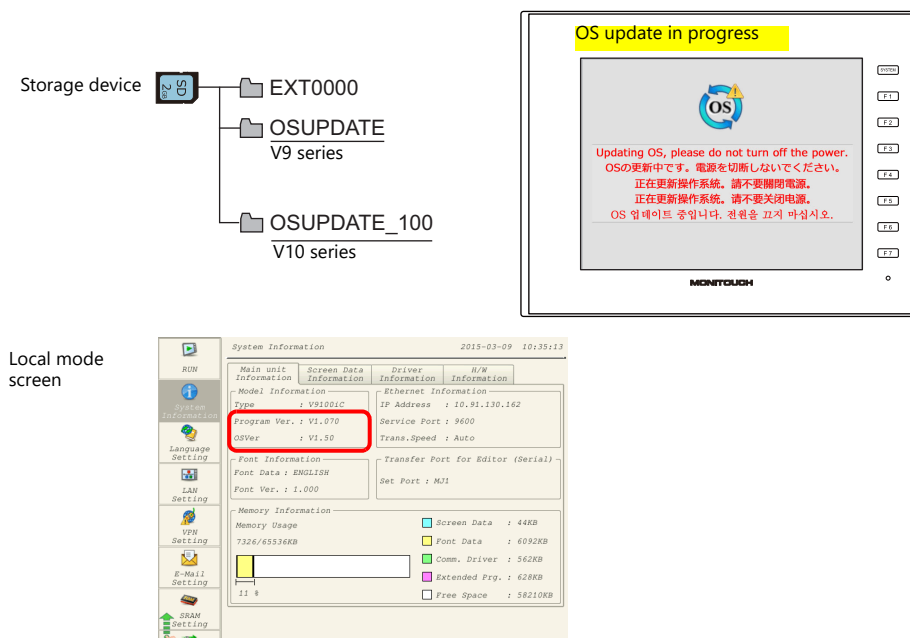 Storage device
SD
2GB
EXT0000
OSUPDATE
V9 series
OSUPDATE_100
V10 series
OS update in progress
OS
Updating OS, please do not turn off the power.
OSの更新中です。電源を切断しないでください。
正在更新操作系統。請不要關閉電源。
正在更新操作系统。请不要关闭电源。
OS 업데이트 중입니다. 전원을 끄지 마십시오.
MONITOUCH
SYSTEM
F1
F2
F3
F4
F5
F6
F7
Local mode
screen
RUN
System
Information
Language
Setting
LAN
Setting
VPN
Setting
E-Mail
Setting
SRAM
Setting
System Information 2015-03-09 10:35:13
Main unit
Information
Screen Data
Information
Driver
Information
H/W
Information
Model Information
Type : V9100iC
Program Ver. : V1.070
OSVer : V1.50
Ethernet Information
IP Address : 10.91.130.162
Service Port : 9600
Trans.Speed : Auto
Font Information
Font Data : ENGLISH
Font Ver. : 1.000
Transfer Port for Editor (Serial)
Set Port : MJ1
Memory Information
Memory Usage
7326/65536KB
11 %
Screen Data : 44KB
Font Data : 6092KB
Comm. Driver : 562KB
Extended Prg. : 628KB
Free Space : 58210KB